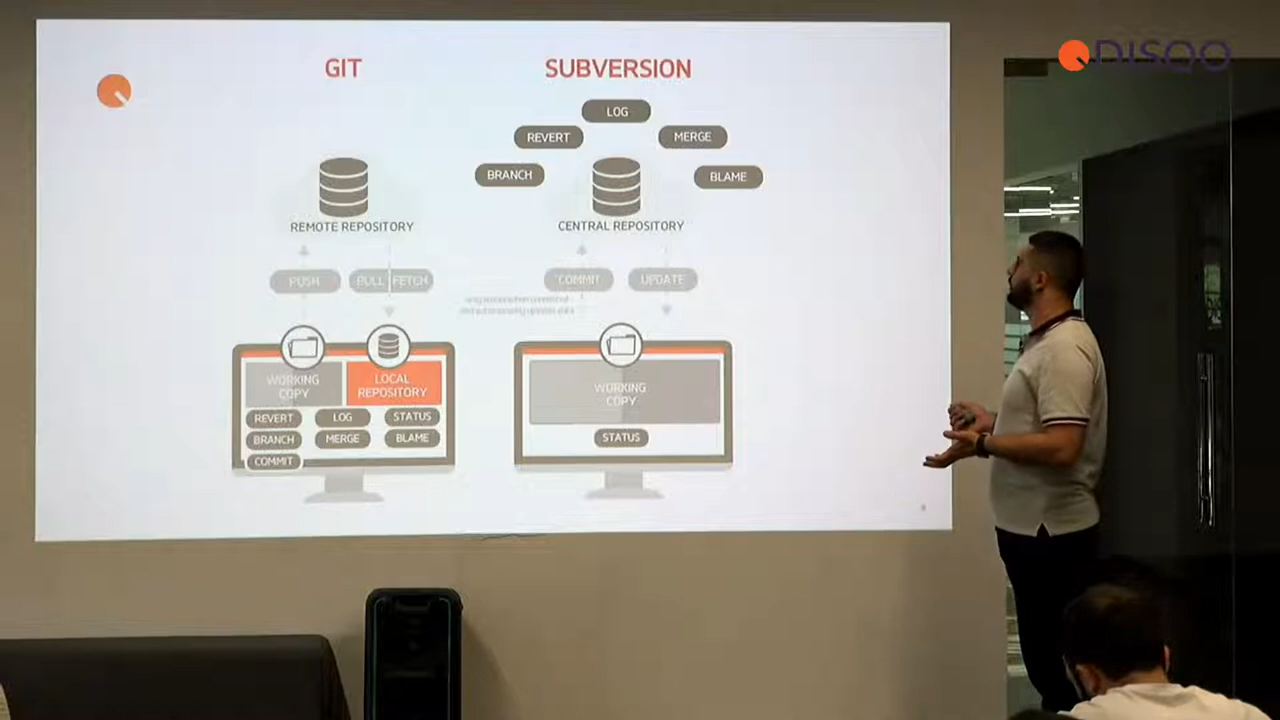 DISQO
GIT
SUBVERSION
LOG
REVERT
MERGE
BRANCH
BLAME
REMOTE REPOSITORY
CENTRAL REPOSITORY
PUSH
PULL FETCH
COMMIT
UPDATE
WORKING
COPY
LOCAL
REPOSITORY
REVERT
LOG
STATUS
BRANCH
MERGE
BLAME
COMMIT
WORKING
COPY
STATUS